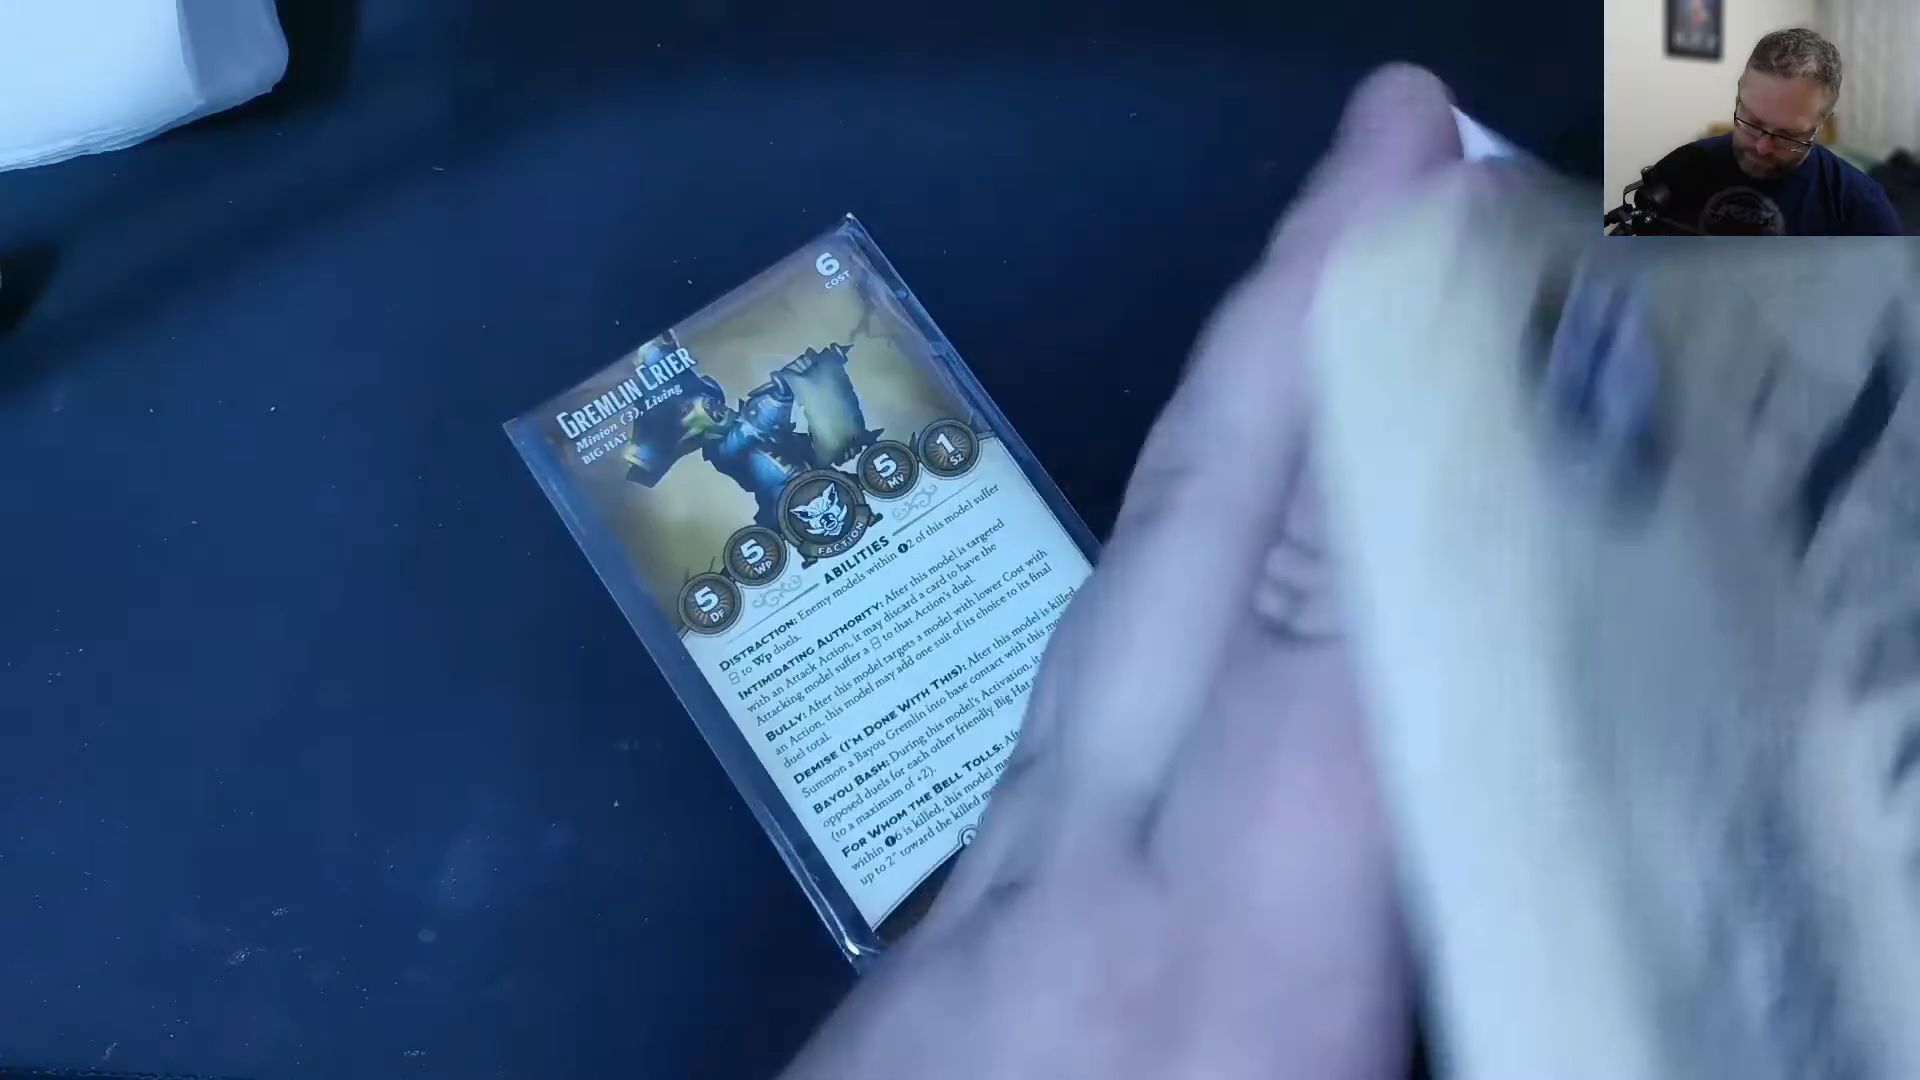 6
COST
GREMLIN CRIER
Minion (3), Living
BIG HAT
5
DF
5
WP
FACTION
5
MV
1
SZ
ABILITIES
DISTRACTION: Enemy models within 2 of this model suffer
to Wp duels.
INTIMIDATING AUTHORITY: After this model is targeted
with an Attack Action, it may discard a card to have the
Attacking model suffer a to that Action's duel.
BULLY: After this model targets a model with lower Cost with
an Action, this model may add one suit of its choice to its final
duel total.
DEMISE (I'M DONE WITH THIS): After this model is killed
Summon a Bayou Gremlin into base contact with this
BAYOU BASH: During this model's Activation, it
opposed duels for each other friendly Big Hat
(to a maximum of +2).
FOR WHOM THE BELL TOLLS:
within 6 is killed, this model
up to 2" toward the killed